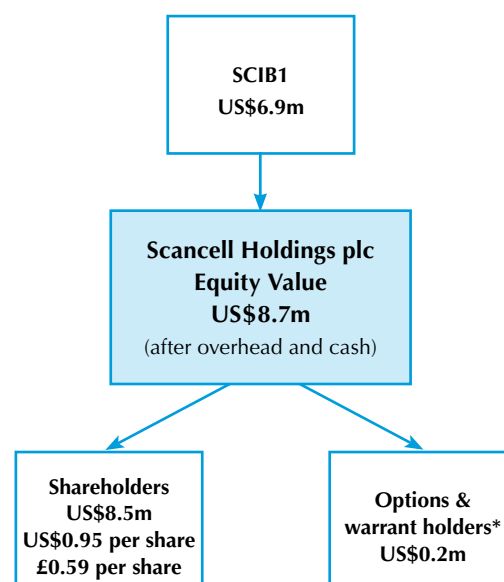 SCIB1
US$6.9m
Scancell Holdings plc
Equity Value
US$8.7m
(after overhead and cash)
Shareholders
US$8.5m
US$0.95 per share
£0.59 per share
Options &
warrant holders*
US$0.2m